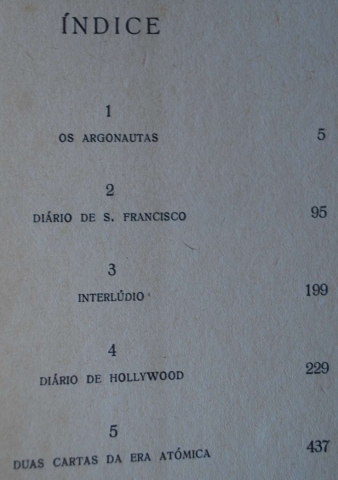 ÍNDICE
1
OS ARGONAUTAS 5
2
DIÁRIO DE S. FRANCISCO 95
3
INTERLÚDIO 199
4
DIÁRIO DE HOLLYWOOD 229
5
DUAS CARTAS DA ERA ATÓMICA 437